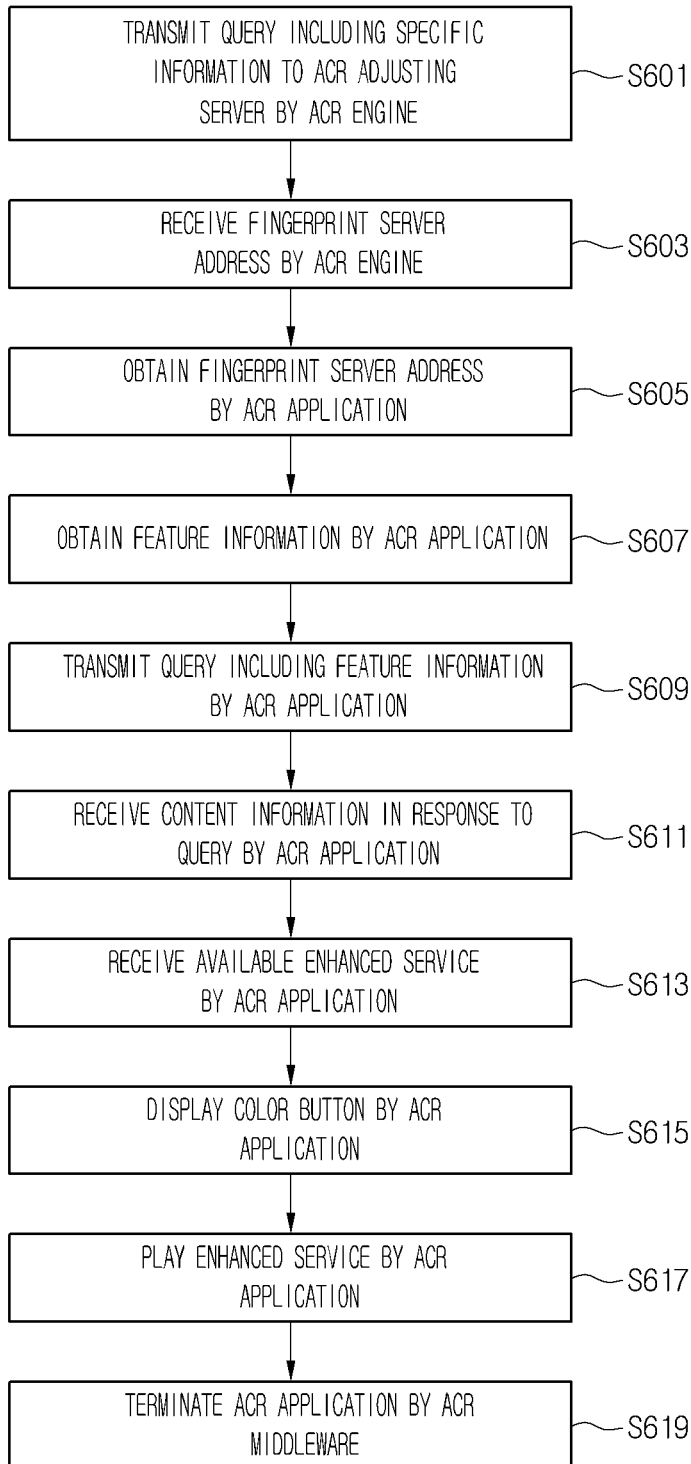 TRANSMIT QUERY INCLUDING SPECIFIC
INFORMATION TO ACR ADJUSTING
SERVER BY ACR ENGINE
S601
RECEIVE FINGERPRINT SERVER
ADDRESS BY ACR ENGINE
S603
OBTAIN FINGERPRINT SERVER ADDRESS
BY ACR APPLICATION
S605
OBTAIN FEATURE INFORMATION BY ACR APPLICATION
S607
TRANSMIT QUERY INCLUDING FEATURE INFORMATION
BY ACR APPLICATION
S609
RECEIVE CONTENT INFORMATION IN RESPONSE TO
QUERY BY ACR APPLICATION
S611
RECEIVE AVAILABLE ENHANCED SERVICE
BY ACR APPLICATION
S613
DISPLAY COLOR BUTTON BY ACR
APPLICATION
S615
PLAY ENHANCED SERVICE BY ACR
APPLICATION
S617
TERMINATE ACR APPLICATION BY ACR
MIDDLEWARE
S619